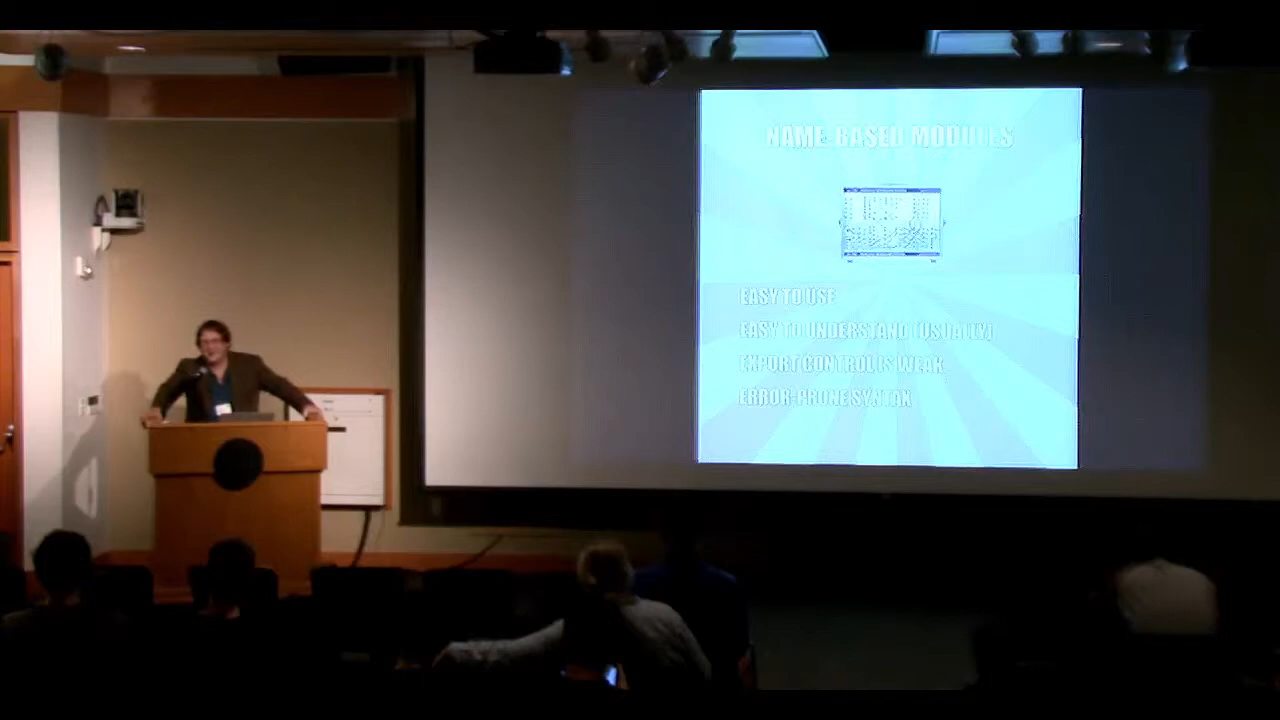 NAME-BASED MODULES
EASY TO USE
EASY TO UNDERSTAND (USUALLY)
EXPORT CONTROL IS WEAK
ERROR-PRONE SYNTAX